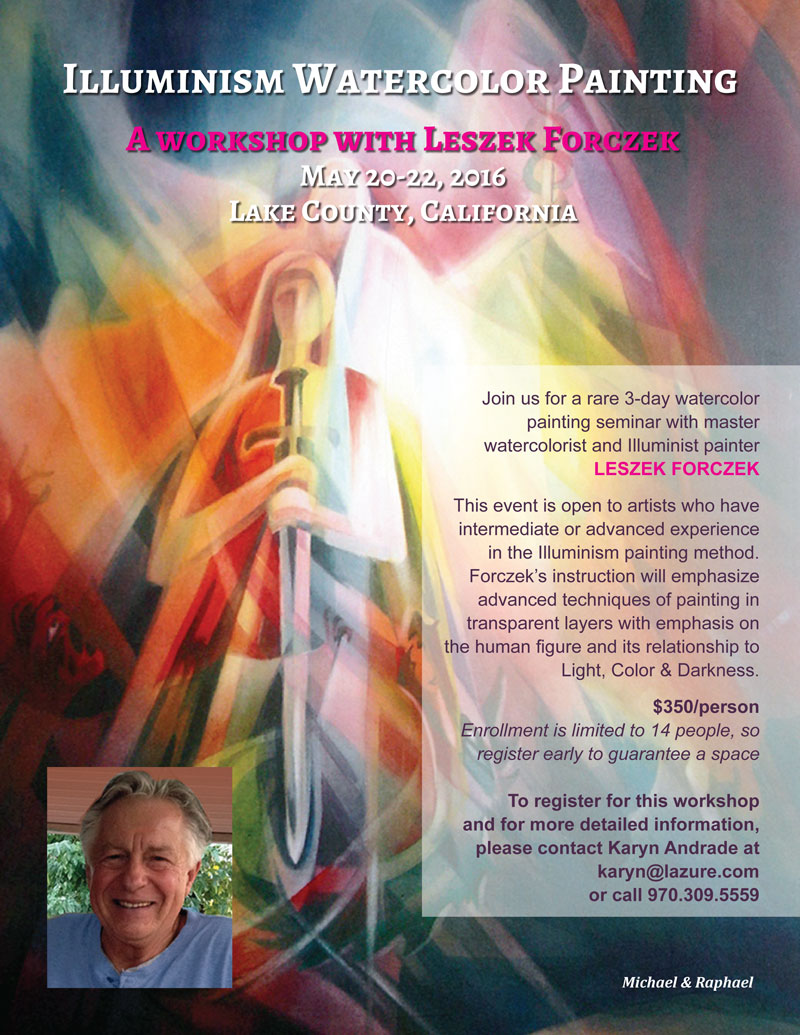 Illuminism Watercolor Painting
A workshop with Leszek Forczek
May 20-22, 2016
Lake County, California
Join us for a rare 3-day watercolor
painting seminar with master
watercolorist and Illuminist painter
LESZEK FORCZEK
This event is open to artists who have
intermediate or advanced experience
in the Illuminism painting method.
Forczek's instruction will emphasize
advanced techniques of painting in
transparent layers with emphasis on
the human figure and its relationship to
Light, Color & Darkness.
$350/person
Enrollment is limited to 14 people, so
register early to guarantee a space
To register for this workshop
and for more detailed information,
please contact Karyn Andrade at
karyn@lazure.com
or call 970.309.5559
Michael & Raphael